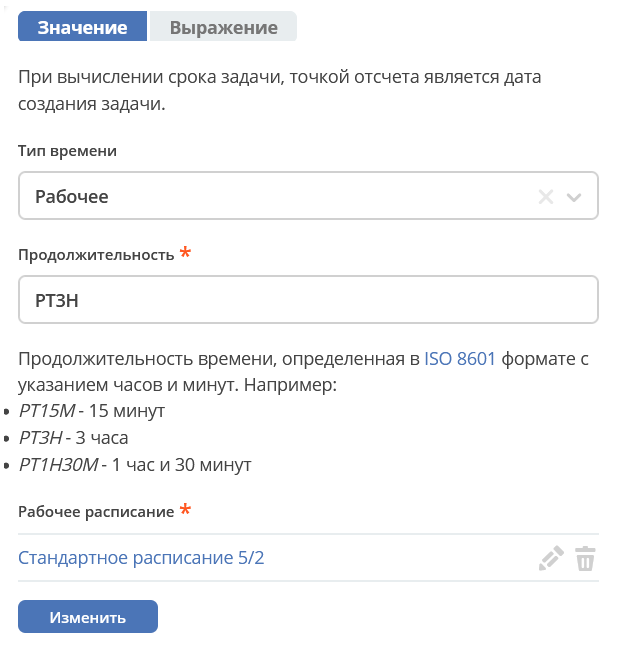 Значение Выражение
При вычислении срока задачи, точкой отсчета является дата
создания задачи.
Тип времени
Рабочее
Продолжительность *
PT3H
Продолжительность времени, определенная в ISO 8601 формате с
указанием часов и минут. Например:
• PT15M - 15 минут
• PT3H - 3 часа
• PT1H30M - 1 час и 30 минут
Рабочее расписание *
Стандартное расписание 5/2
Изменить